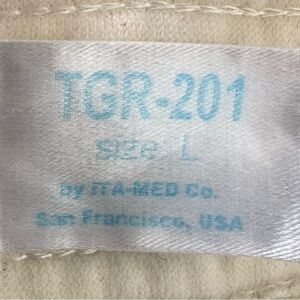 TGR-201
size L
by ITA-MED Co.
San Francisco, USA